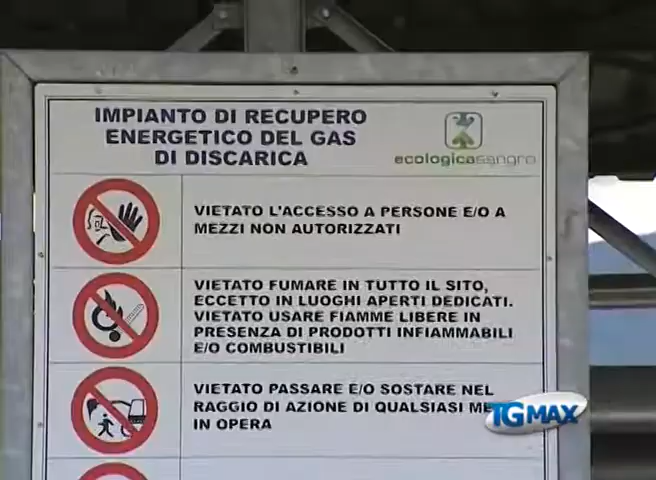 IMPIANTO DI RECUPERO
ENERGETICO DEL GAS
DI DISCARICA
ecologicasangro
VIETATO L'ACCESSO A PERSONE E/O A
MEZZI NON AUTORIZZATI
VIETATO FUMARE IN TUTTO IL SITO,
ECCETTO IN LUOGHI APERTI DEDICATI.
VIETATO USARE FIAMME LIBERE IN
PRESENZA DI PRODOTTI INFIAMMABILI
E/O COMBUSTIBILI
VIETATO PASSARE E/O SOSTARE NEL
RAGGIO DI AZIONE DI QUALSIASI
IN OPERA
TG MAX